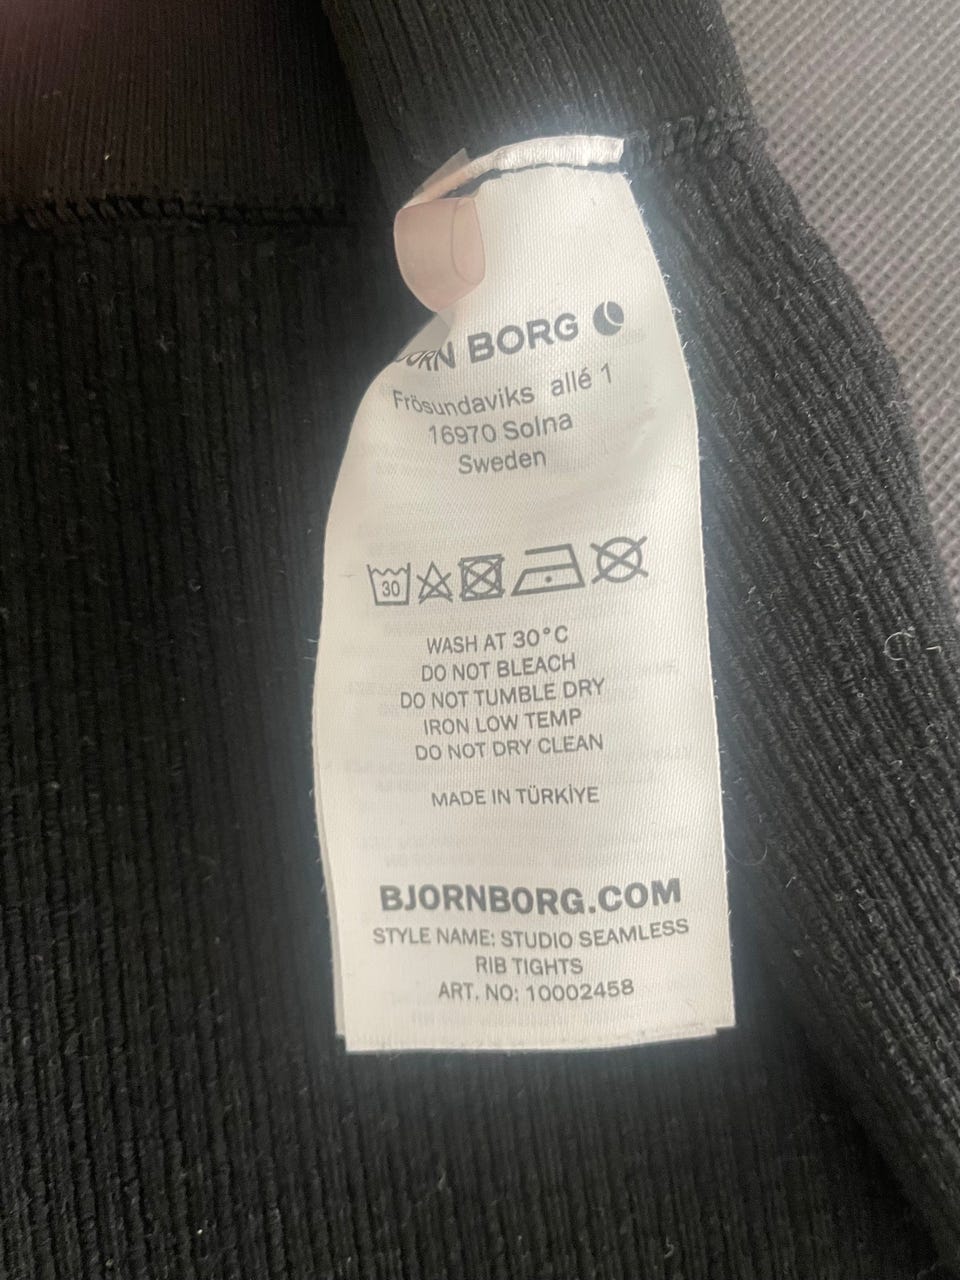 BORG
Frösundaviks allé 1
16970 Solna
Sweden
30
WASH AT 30°C
DO NOT BLEACH
DO NOT TUMBLE DRY
IRON LOW TEMP
DO NOT DRY CLEAN
MADE IN TÜRKİYE
BJORNBORG.COM
STYLE NAME: STUDIO SEAMLESS
RIB TIGHTS
ART. NO: 10002458